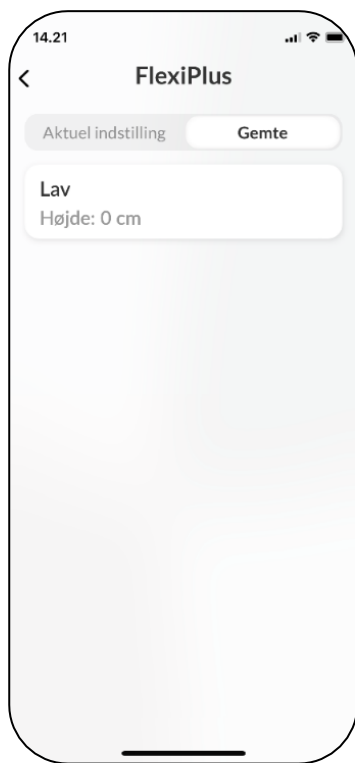 14.21
FlexiPlus
Aktuel indstilling
Gemte
Lav
Højde: 0 cm